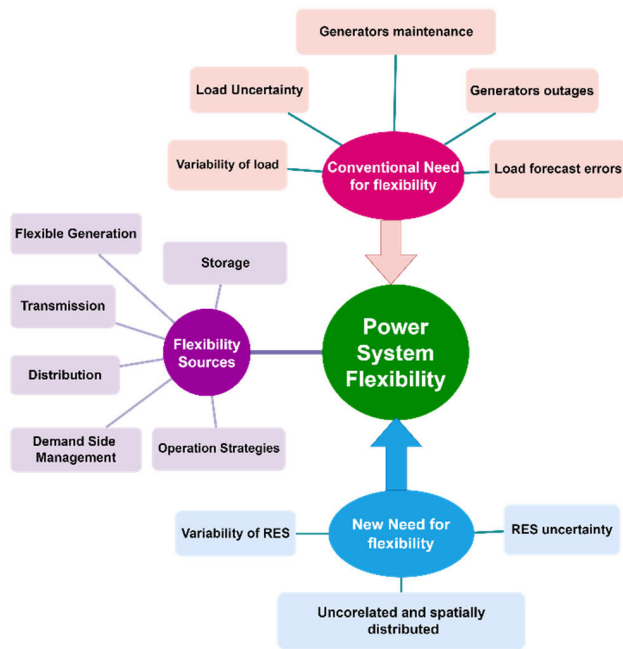 Generators maintenance
Load Uncertainty
Generators outages
Variability of load
Conventional Need
for flexibility
Load forecast errors
Flexible Generation
Storage
Transmission
Flexibility
Sources
Power
System
Flexibility
Distribution
Demand Side
Management
Operation Strategies
Variability of RES
New Need for
flexibility
RES uncertainty
Uncorelated and spatially
distributed